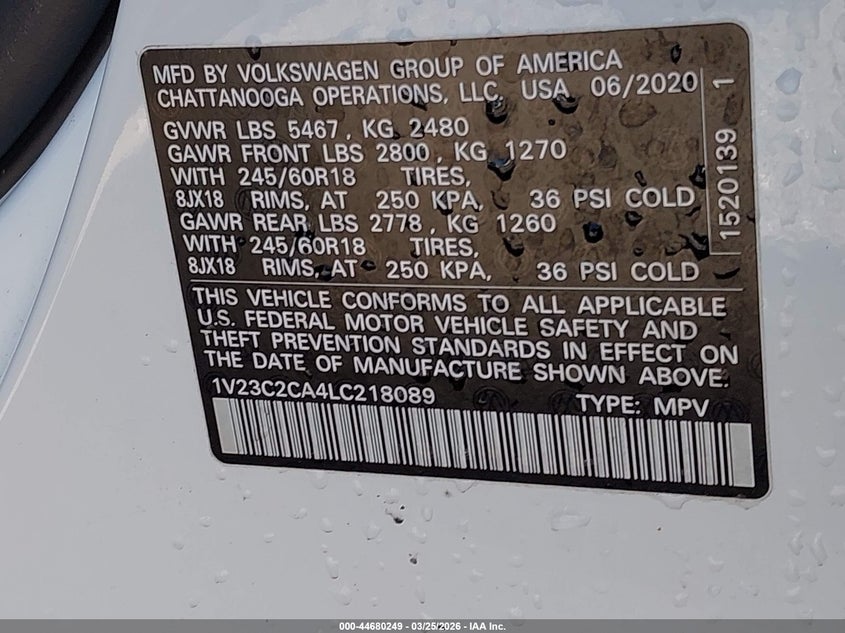 MFD BY VOLKSWAGEN GROUP OF AMERICA
CHATTANOOGA OPERATIONS, LLC, USA 06/2020
GVWR LBS 5467, KG 2480
GAWR FRONT LBS 2800, KG 1270
WITH 245/60R18 TIRES,
8JX18 RIMS, AT 250 KPA, 36 PSI COLD
GAWR REAR LBS 2778, KG 1260
WITH 245/60R18 TIRES,
8JX18 RIMS, AT 250 KPA, 36 PSI COLD
1520139 1
THIS VEHICLE CONFORMS TO ALL APPLICABLE
U.S. FEDERAL MOTOR VEHICLE SAFETY AND
THEFT PREVENTION STANDARDS IN EFFECT ON
THE DATE OF MANUFACTURE SHOWN ABOVE.
1V23C2CA4LC218089 TYPE: MPV
000-44680249 - 03/25/2026 - IAA Inc.